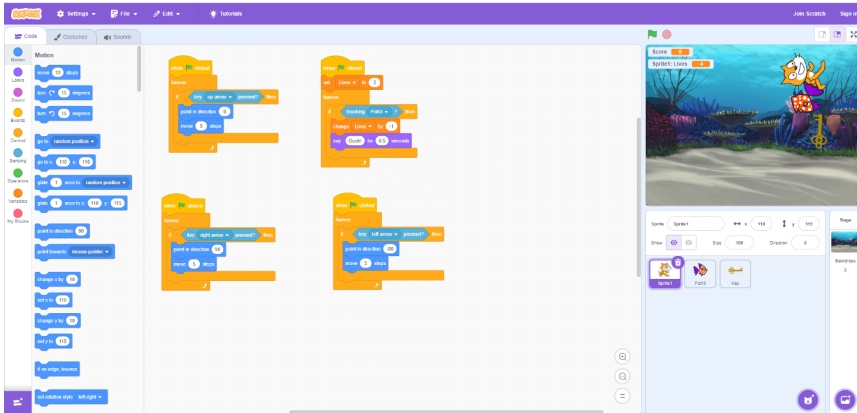 SCRATCH Settings File Edit Tutorials Join Scratch Sign in
Code Costumes Sounds
Motion
Looks
Sound
Events
Control
Sensing
Operators
Variables
My Blocks
Motion
move 10 steps
turn 15 degrees
turn 15 degrees
go to random position
go to x: 110 y: 115
glide 1 secs to random position
glide 1 secs to x: 110 y: 115
point in direction 90
point towards mouse-pointer
change x by 10
set x to 110
change y by 10
set y to 115
if on edge, bounce
set rotation style left-right
when clicked
forever
if key up arrow pressed? then
point in direction 0
move 5 steps
when clicked
set Lives to 3
forever
if touching Fish3 ? then
change Lives by -1
say Ouch! for 0.5 seconds
when clicked
forever
if key right arrow pressed? then
point in direction 90
move 5 steps
when clicked
forever
if key left arrow pressed? then
point in direction -90
move 5 steps
Score 0
Sprite1: Lives -4
Sprite Sprite1 x 110 y 115
Show Size 100 Direction 0
Sprite1 Fish3 Key
Stage
Backdrops
2